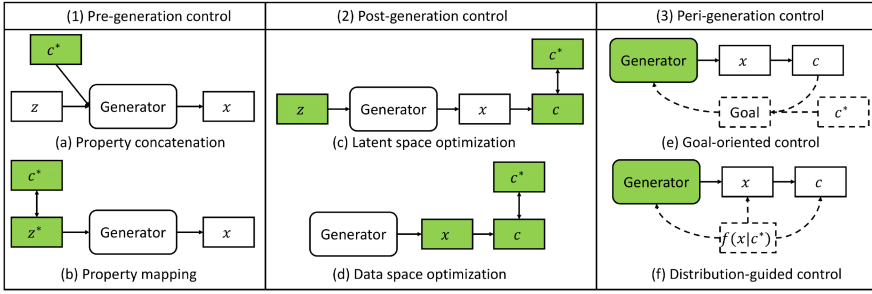 (1) Pre-generation control
c*
z
Generator
x
(a) Property concatenation
c*
z*
Generator
x
(b) Property mapping
(2) Post-generation control
c*
z
Generator
x
c
(c) Latent space optimization
c*
Generator
x
c
(d) Data space optimization
(3) Peri-generation control
Generator
x
c
Goal
c*
(e) Goal-oriented control
Generator
x
c
f(x|c*)
(f) Distribution-guided control